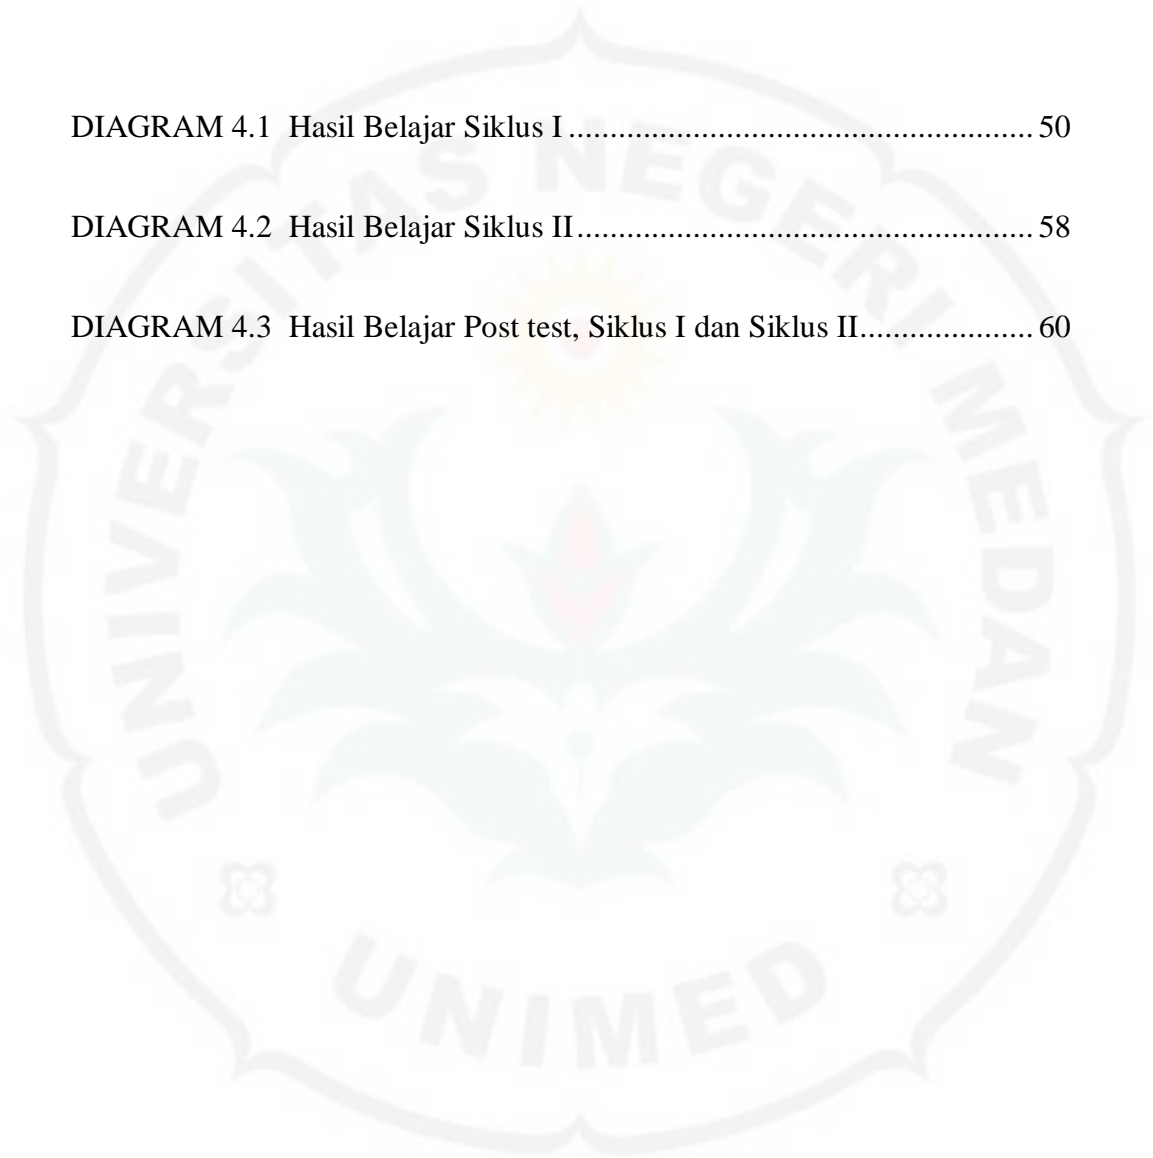 DIAGRAM 4.1 Hasil Belajar Siklus I ........................................................ 50
DIAGRAM 4.2 Hasil Belajar Siklus II ....................................................... 58
DIAGRAM 4.3 Hasil Belajar Post test, Siklus I dan Siklus II..................... 60
UNIVERSITAS NEGERI MEDAN
UNIMED